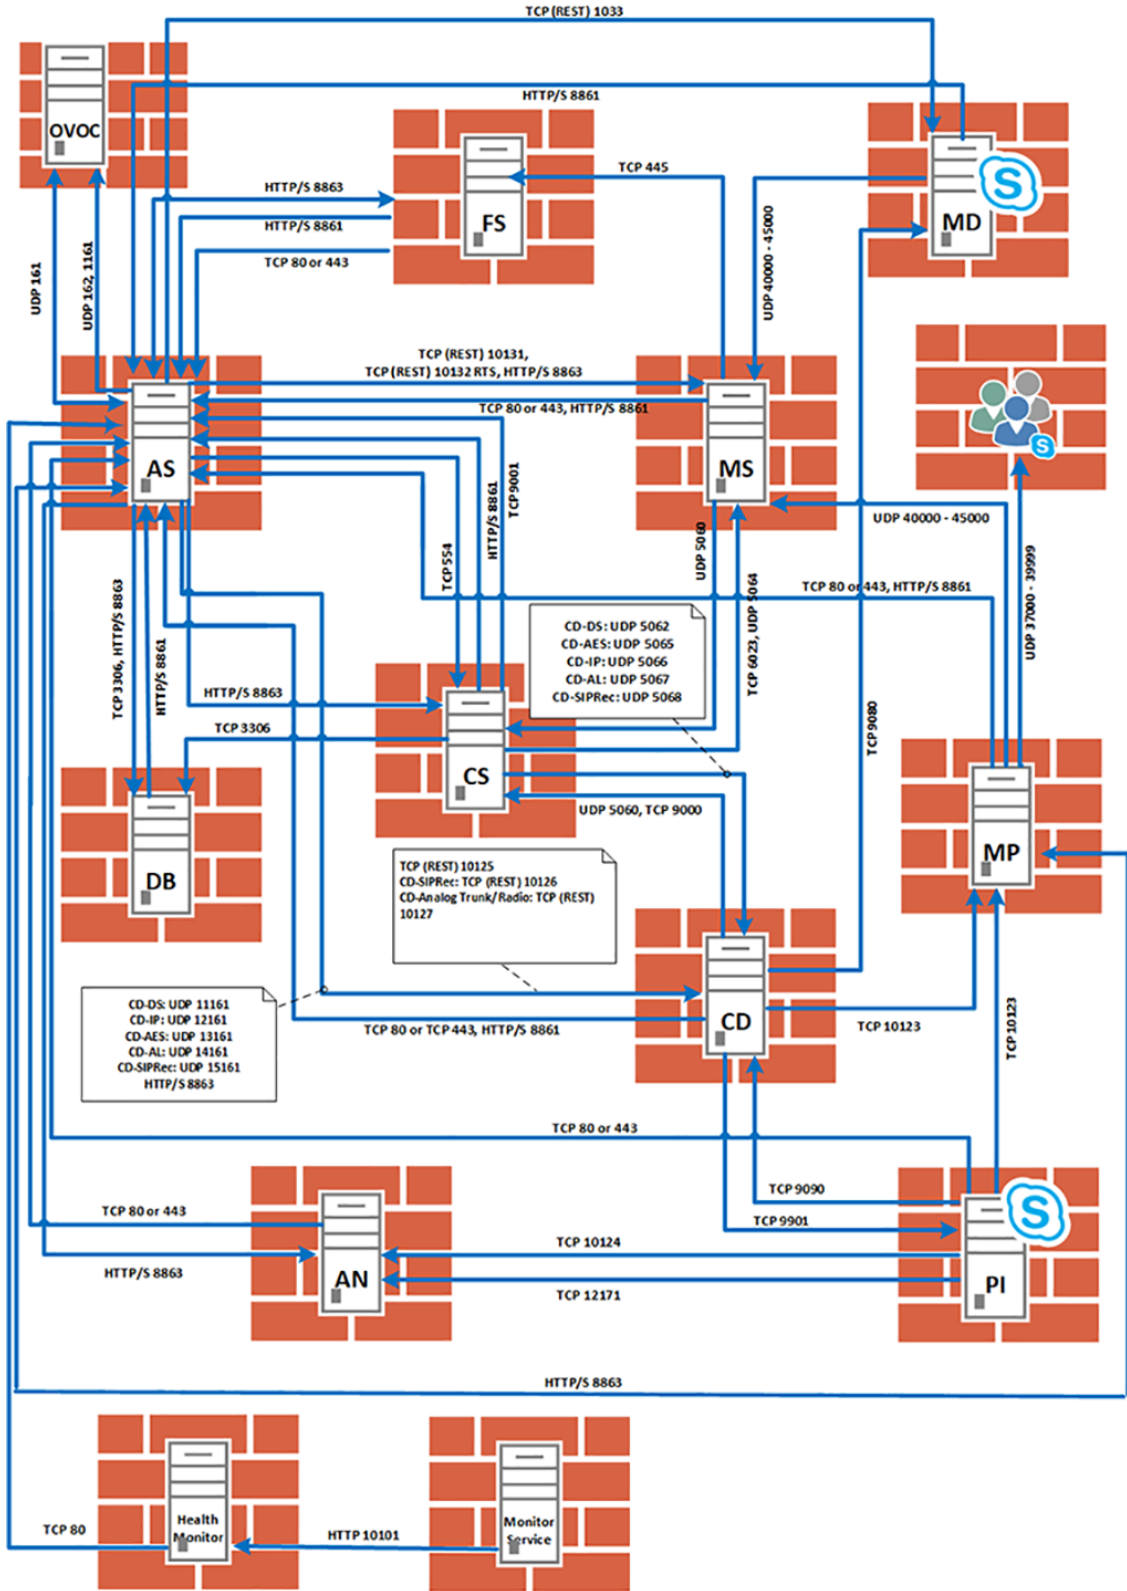 TCP (REST) 1033
OVOC
HTTP/S 8861
FS
TCP 445
S
MD
HTTP/S 8863
HTTP/S 8861
TCP 80 or 443
UDP 161
UDP 162, 1161
UDP 40000 - 45000
TCP (REST) 10131,
TCP (REST) 10132 RTS, HTTP/S 8863
TCP 80 or 443, HTTP/S 8861
AS
MS
S
UDP 40000 - 45000
TCP 554
HTTP/S 8861
TCP 9001
UDP 5060
TCP 6023, UDP 5064
TCP 80 or 443, HTTP/S 8861
UDP 37000 - 39999
TCP 3306, HTTP/S 8863
HTTP/S 8861
CD-DS: UDP 5062
CD-AES: UDP 5065
CD-IP: UDP 5066
CD-AL: UDP 5067
CD-SIPRec: UDP 5068
HTTP/S 8863
TCP 3306
TCP 9080
CS
UDP 5060, TCP 9000
DB
MP
TCP (REST) 10125
CD-SIPRec: TCP (REST) 10126
CD-Analog Trunk/Radio: TCP (REST)
10127
CD-DS: UDP 11161
CD-IP: UDP 12161
CD-AES: UDP 13161
CD-AL: UDP 14161
CD-SIPRec: UDP 15161
HTTP/S 8863
TCP 80 or TCP 443, HTTP/S 8861
CD
TCP 10123
TCP 10123
TCP 80 or 443
TCP 9090
TCP 9901
S
TCP 80 or 443
HTTP/S 8863
AN
TCP 10124
TCP 12171
PI
HTTP/S 8863
Health
Monitor
TCP 80
HTTP 10101
Monitor
Service